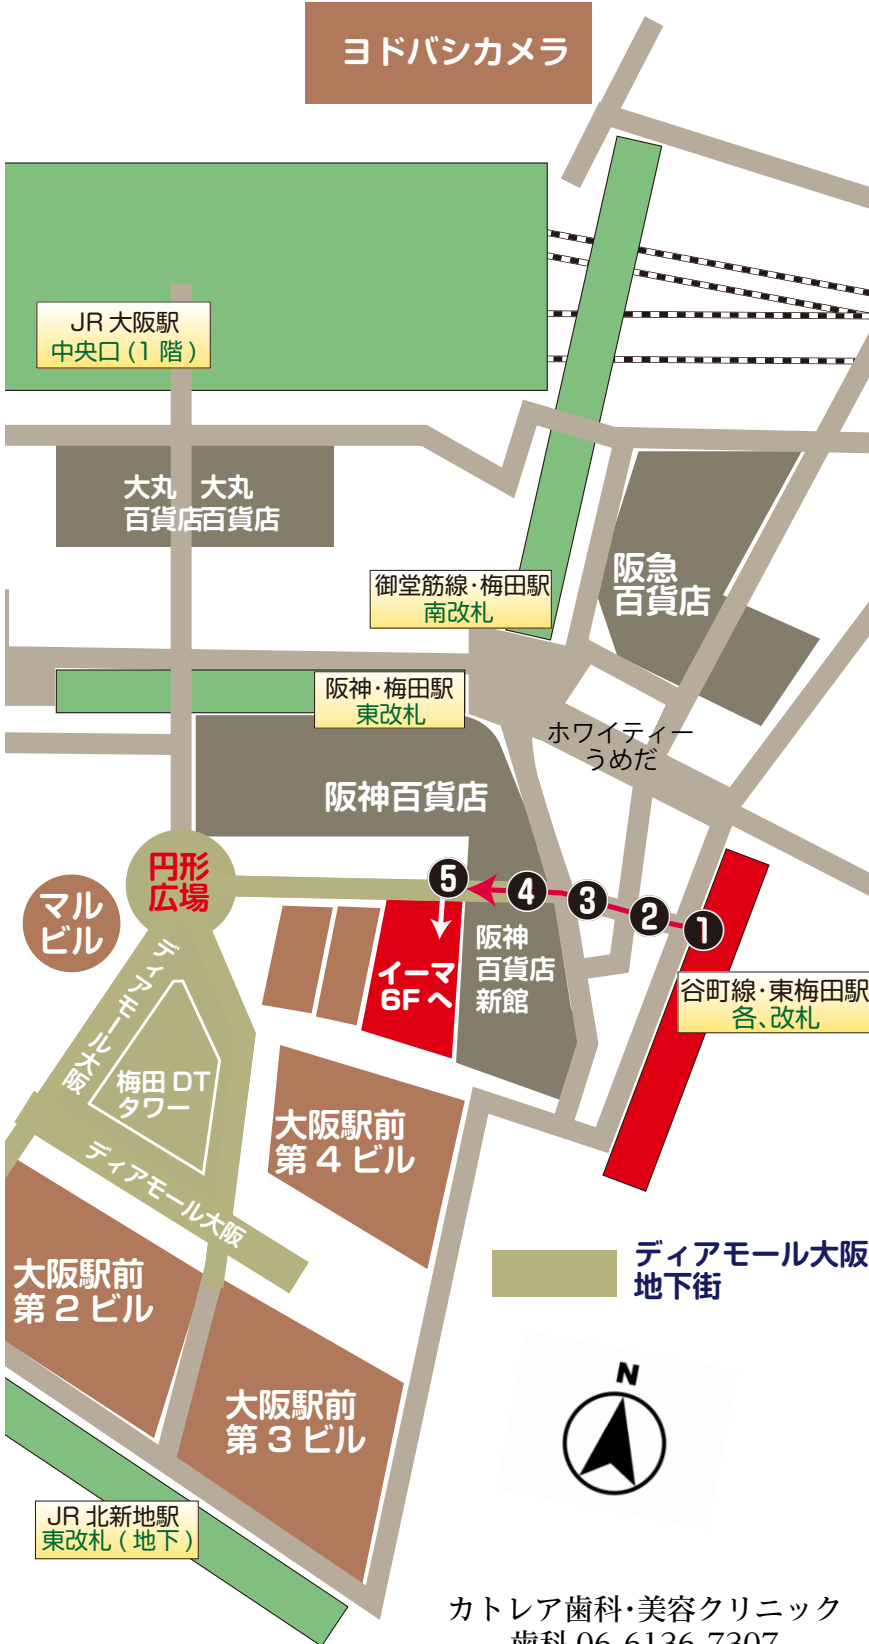 ヨドバシカメラ
JR 大阪駅
中央口 (1 階 )
大丸 大丸
百貨店百貨店
御堂筋線・梅田駅
南改札
阪急
百貨店
阪神・梅田駅
東改札
ホワイティー
うめだ
阪神百貨店
円形
広場
マル
ビル
5
4
3
2
1
イーマ
6F へ
阪神
百貨店
新館
谷町線・東梅田駅
各、改札
ディアモール大阪
梅田 DT
タワー
ディアモール大阪
大阪駅前
第 4 ビル
大阪駅前
第 2 ビル
大阪駅前
第 3 ビル
ディアモール大阪
地下街
N
JR 北新地駅
東改札 ( 地下 )
カトレア歯科・美容クリニック
歯科 06-6136-7307